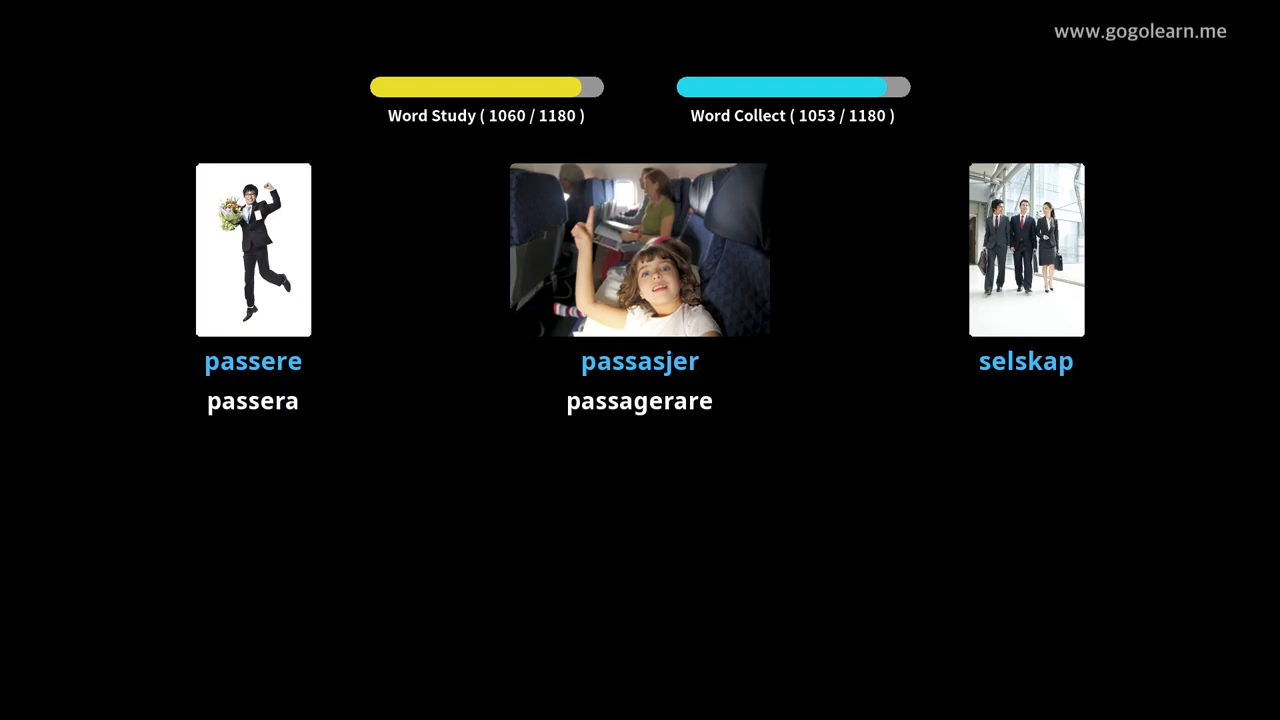 www.gogolearn.me
Word Study ( 1060 / 1180 )
Word Collect ( 1053 / 1180 )
passere
passasjer
selskap
passera
passagerare